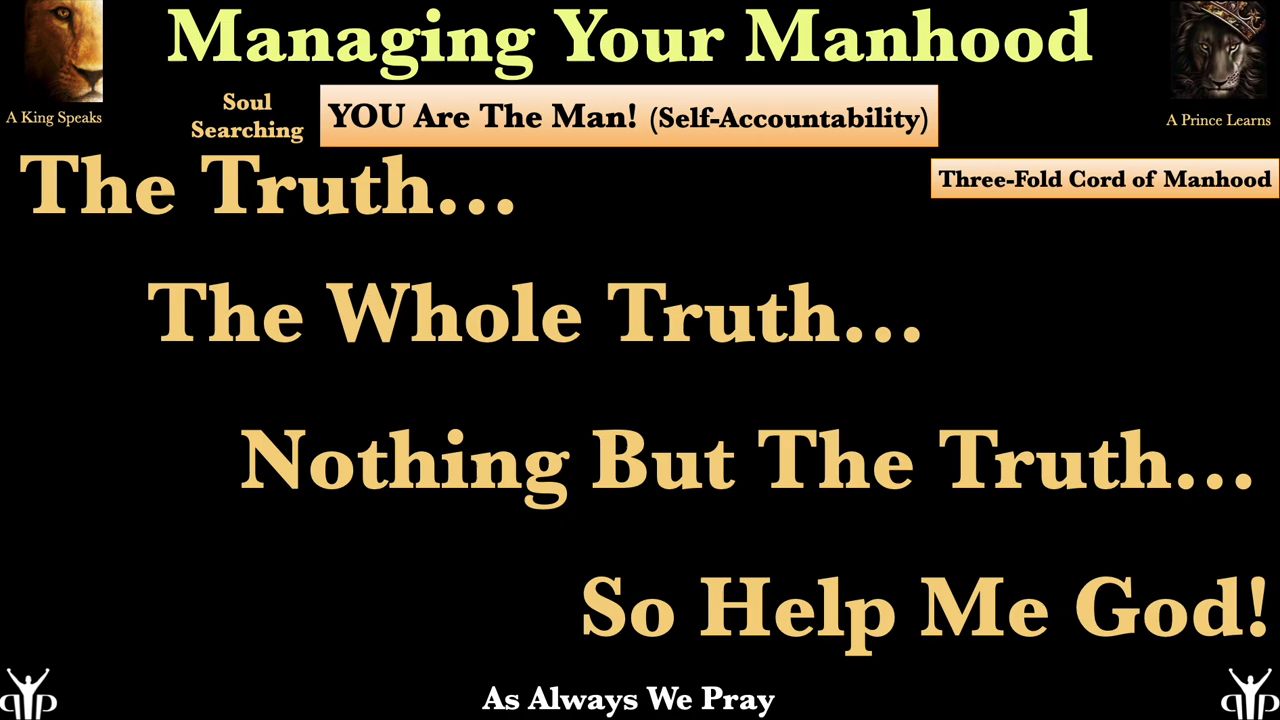 Managing Your Manhood
A King Speaks
Soul
Searching
YOU Are The Man! (Self-Accountability)
A Prince Learns
The Truth...
Three-Fold Cord of Manhood
The Whole Truth...
Nothing But The Truth...
So Help Me God!
As Always We Pray